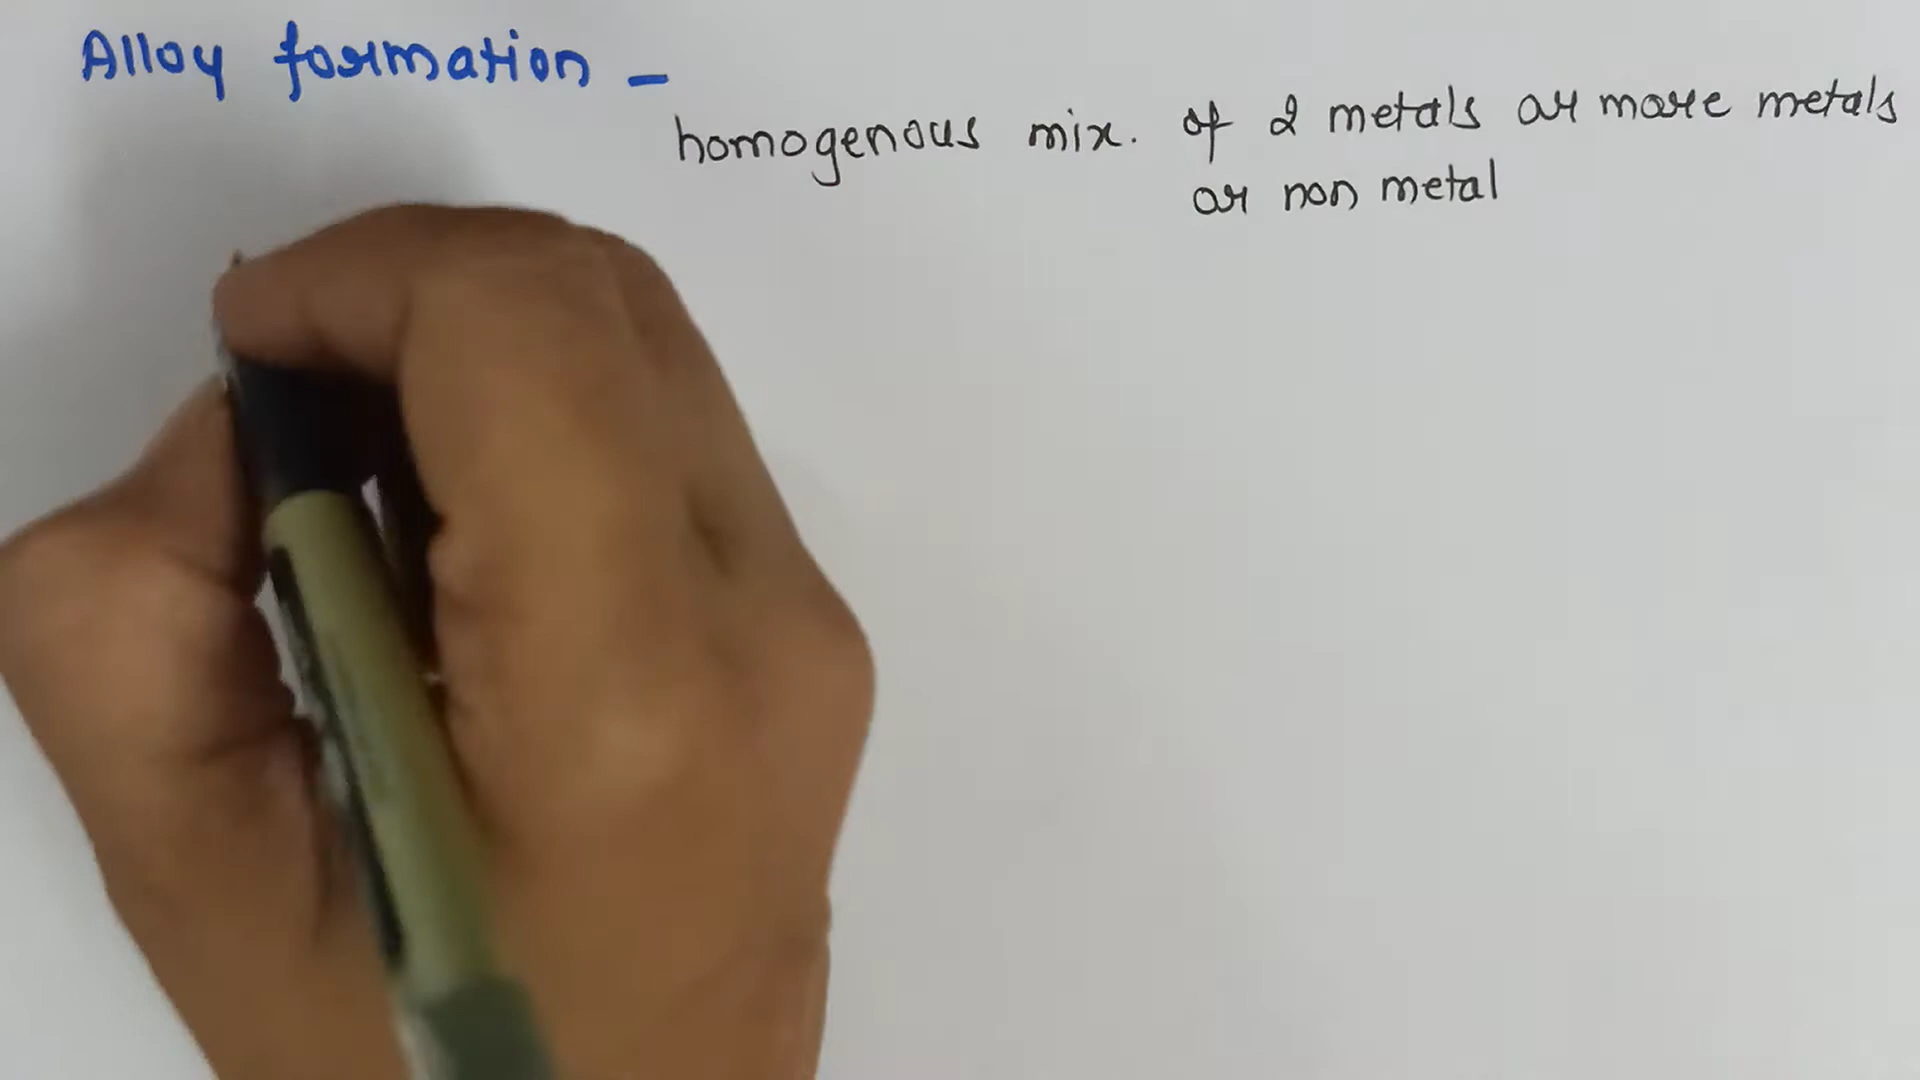 Alloy formation -
homogenous mix. of 2 metals or more metals
or non metal